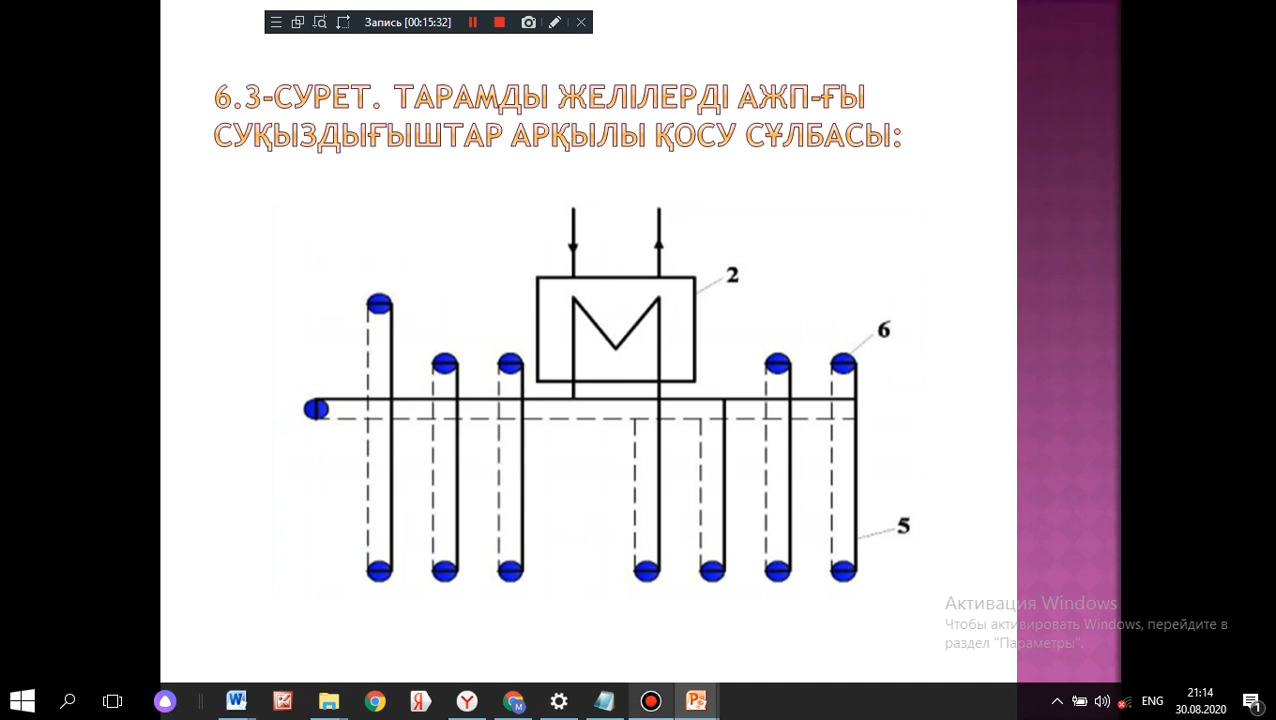 Запись [00:15:32]
6.3-СУРЕТ. ТАРАМДЫ ЖЕЛІЛЕРДІ АЖП-ҒЫ
СУҚЫЗДЫҒЫШТАР АРҚЫЛЫ ҚОСУ СҰЛБАСЫ:
2
6
5
Активация Windows
Чтобы активировать Windows, перейдите в
раздел "Параметры".
ENG
21:14
30.08.2020
1